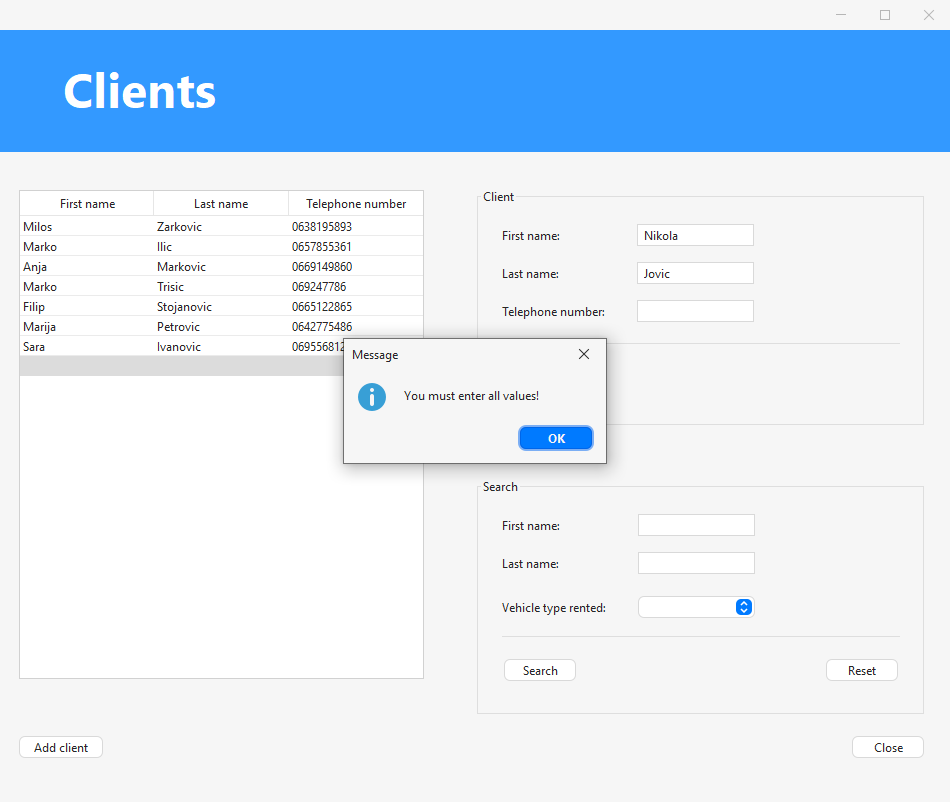 Clients
First name Last name Telephone number
Milos Zarkovic 0638195893
Marko Ilic 0657855361
Anja Markovic 0669149860
Marko Trisic 069247786
Filip Stojanovic 0665122865
Marija Petrovic 0642775486
Sara Ivanovic
Client
First name: Nikola
Last name: Jovic
Telephone number:
Message
You must enter all values!
OK
Search
First name:
Last name:
Vehicle type rented:
Search Reset
Add client Close